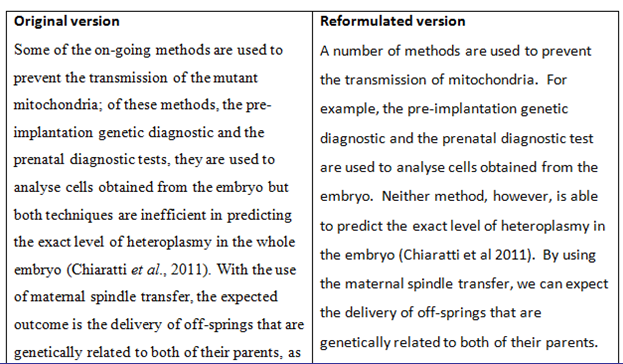 Original version
Some of the on-going methods are used to
prevent the transmission of the mutant
mitochondria; of these methods, the pre-
implantation genetic diagnostic and the
prenatal diagnostic tests, they are used to
analyse cells obtained from the embryo but
both techniques are inefficient in predicting
the exact level of heteroplasmy in the whole
embryo (Chiaratti et al., 2011). With the use
of maternal spindle transfer, the expected
outcome is the delivery of off-springs that are
genetically related to both of their parents, as
Reformulated version
A number of methods are used to prevent
the transmission of mitochondria. For
example, the pre-implantation genetic
diagnostic and the prenatal diagnostic test
are used to analyse cells obtained from the
embryo. Neither method, however, is able
to predict the exact level of heteroplasmy in
the embryo (Chiaratti et al 2011). By using
the maternal spindle transfer, we can expect
the delivery of off-springs that are
genetically related to both of their parents.